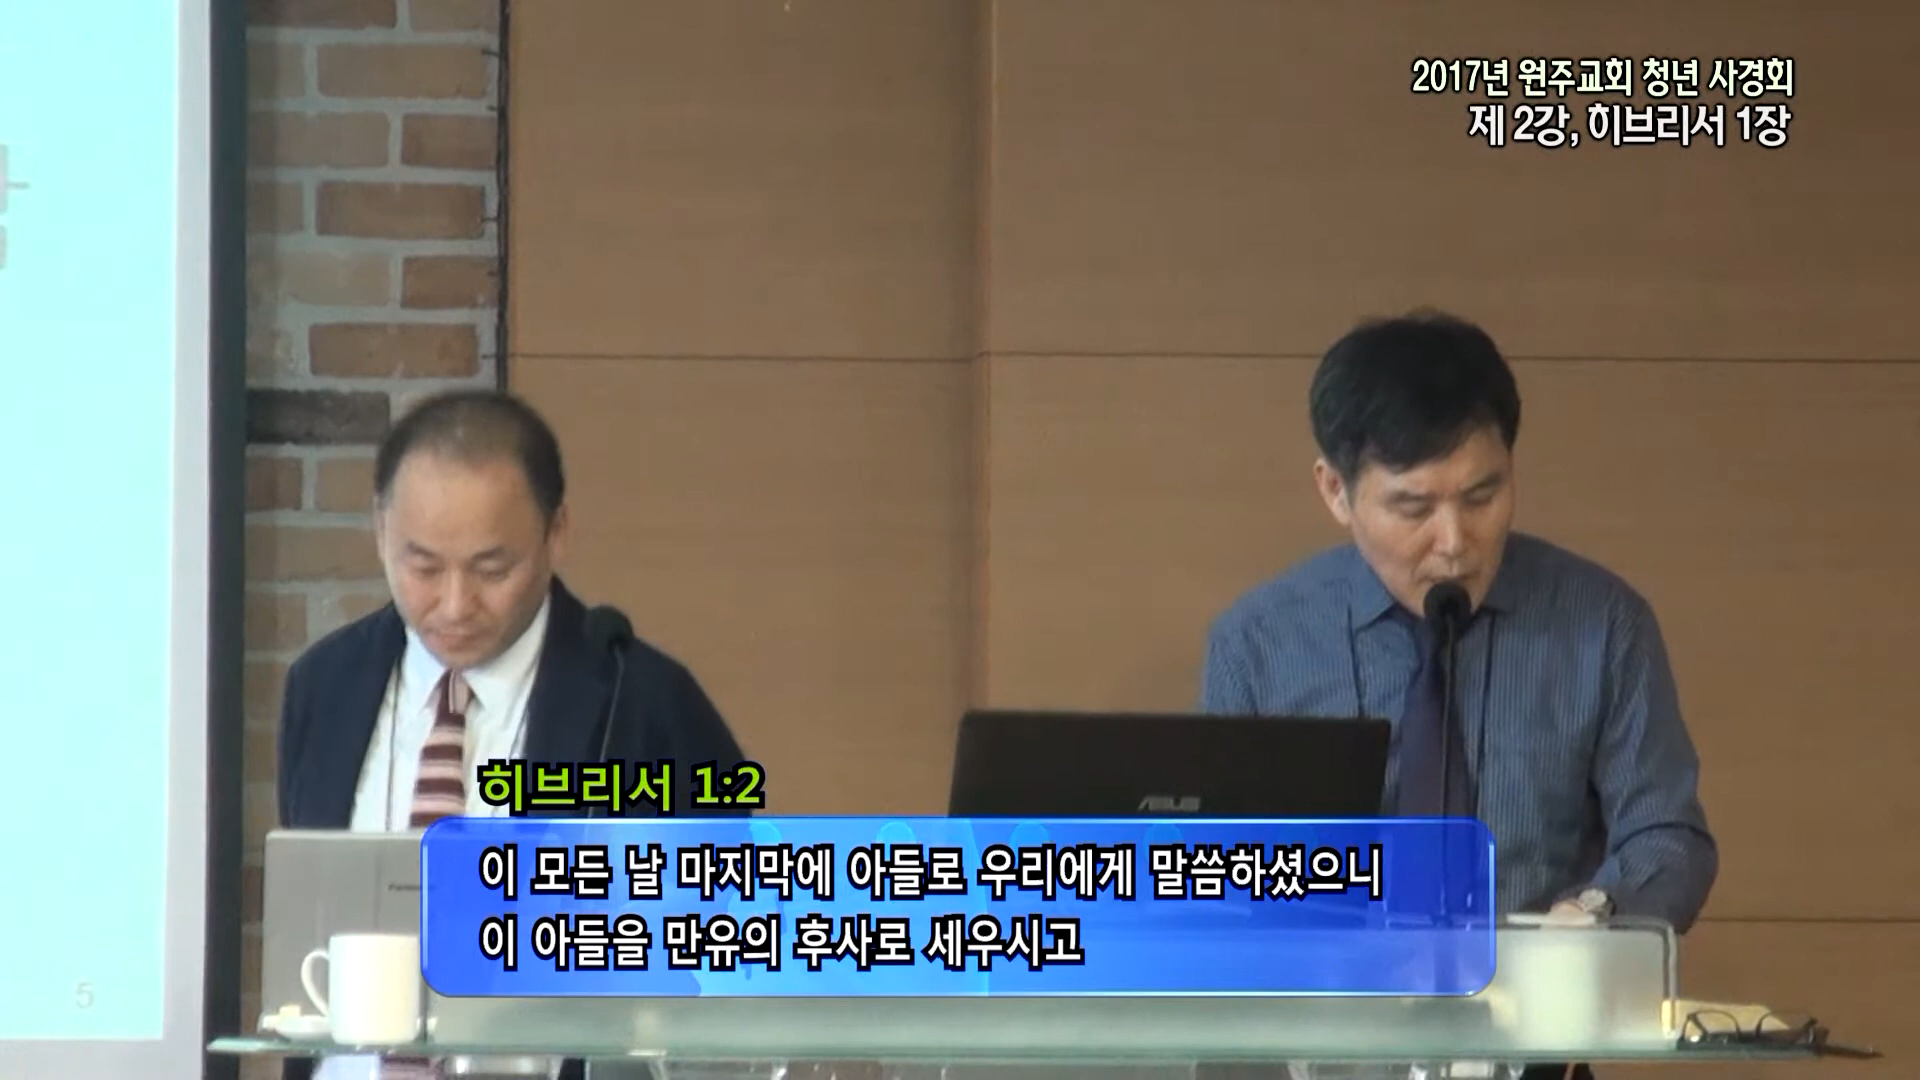 2017년 원주교회 청년 사경회
제 2강, 히브리서 1장
히브리서 1:2
이 모든 날 마지막에 아들로 우리에게 말씀하셨으니
이 아들을 만유의 후사로 세우시고
ASUS
5